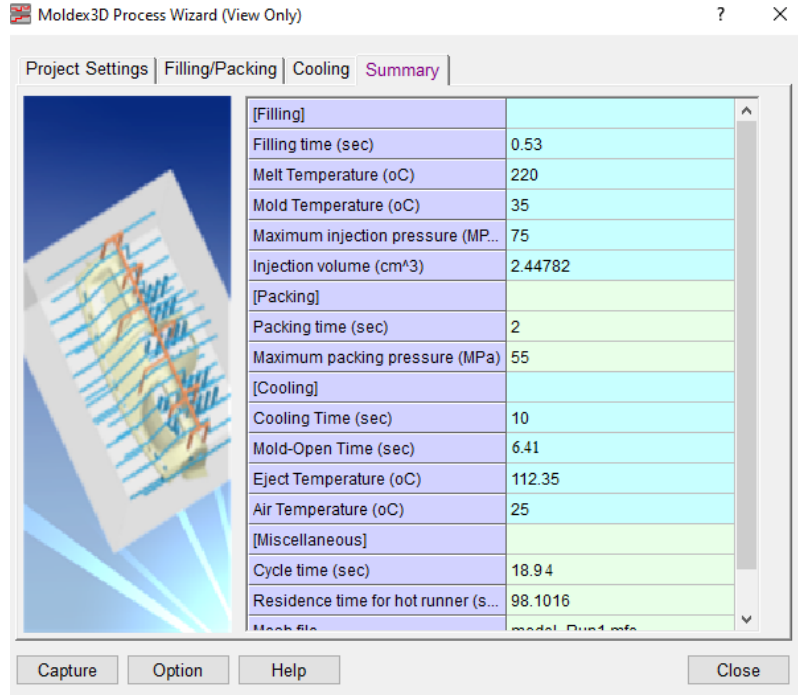 Moldex3D Process Wizard (View Only) ? ×
Project Settings Filling/Packing Cooling Summary
[Filling]
Filling time (sec) 0.53
Melt Temperature (oC) 220
Mold Temperature (oC) 35
Maximum injection pressure (MP... 75
Injection volume (cm^3) 2.44782
[Packing]
Packing time (sec) 2
Maximum packing pressure (MPa) 55
[Cooling]
Cooling Time (sec) 10
Mold-Open Time (sec) 6.41
Eject Temperature (oC) 112.35
Air Temperature (oC) 25
[Miscellaneous]
Cycle time (sec) 18.94
Residence time for hot runner (s... 98.1016
Mesh file model_Run1.mfe
Capture Option Help Close